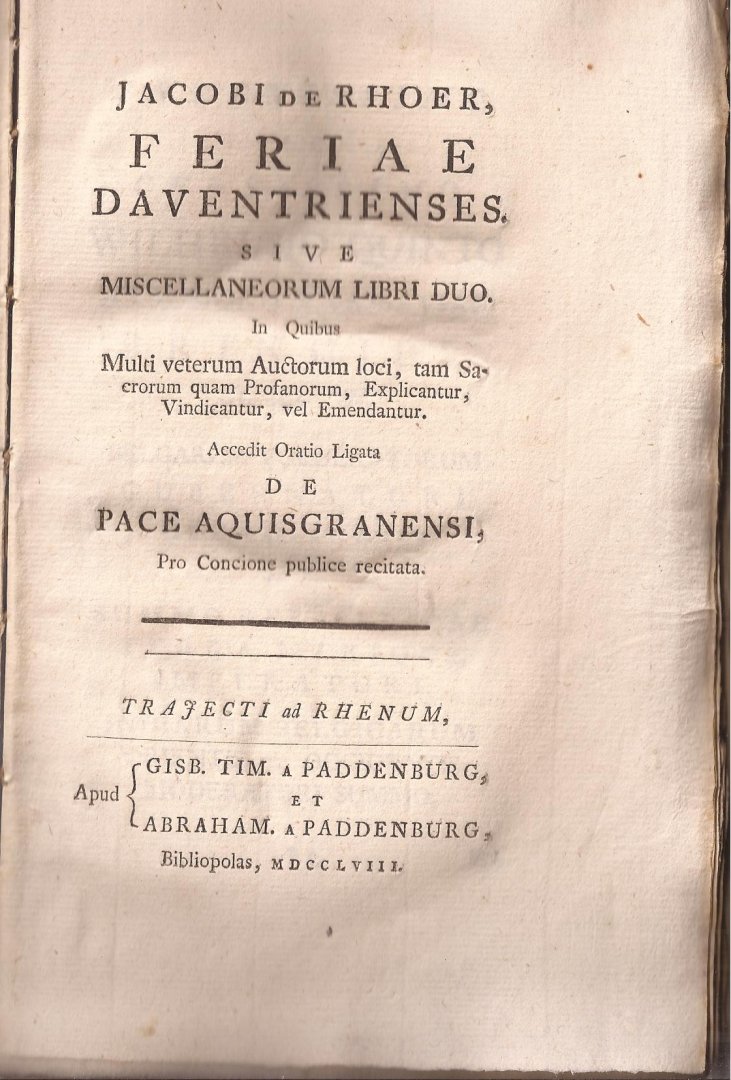 JACOBI DE RHOER,
FERIAE
DAVENTRIENSES.
SIVE
MISCELLANEORUM LIBRI DUO.
In Quibus
Multi veterum Auctorum loci, tam Sa-
crorum quam Profanorum, Explicantur,
Vindicantur, vel Emendantur.
Accedit Oratio Ligata
DE
PACE AQUISGRANENSI,
Pro Concione publice recitata.
TRAJECTI ad RHENUM,
Apud
GISB. TIM. A PADDENBURG,
ET
ABRAHAM. A PADDENBURG,
Bibliopolas, MDCCLVIII.